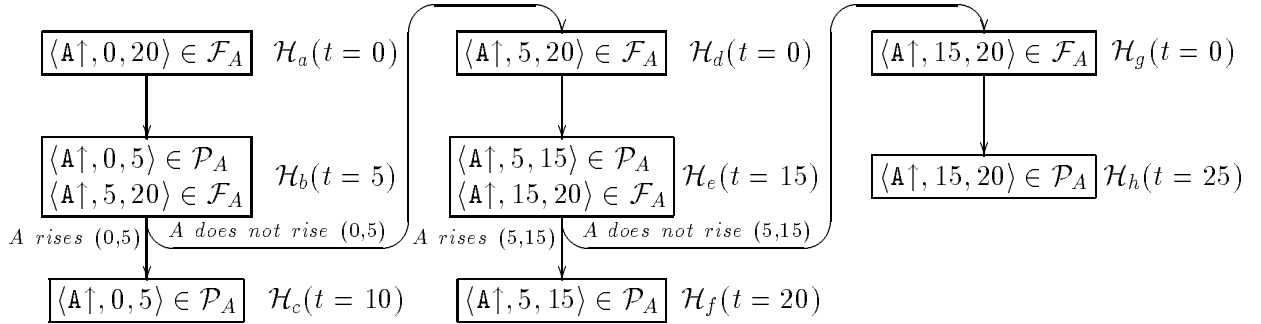 ⟨A↑, 0, 20⟩ ∈ 𝓕_A 𝓗_a(t = 0) ⟨A↑, 5, 20⟩ ∈ 𝓕_A 𝓗_d(t = 0) ⟨A↑, 15, 20⟩ ∈ 𝓕_A 𝓗_g(t = 0)
⟨A↑, 0, 5⟩ ∈ 𝓟_A ⟨A↑, 5, 15⟩ ∈ 𝓟_A
𝓗_b(t = 5) 𝓗_e(t = 15) ⟨A↑, 15, 20⟩ ∈ 𝓟_A 𝓗_h(t = 25)
⟨A↑, 5, 20⟩ ∈ 𝓕_A ⟨A↑, 15, 20⟩ ∈ 𝓕_A
A rises (0,5) A does not rise (0,5) A rises (5,15) A does not rise (5,15)
⟨A↑, 0, 5⟩ ∈ 𝓟_A 𝓗_c(t = 10) ⟨A↑, 5, 15⟩ ∈ 𝓟_A 𝓗_f(t = 20)